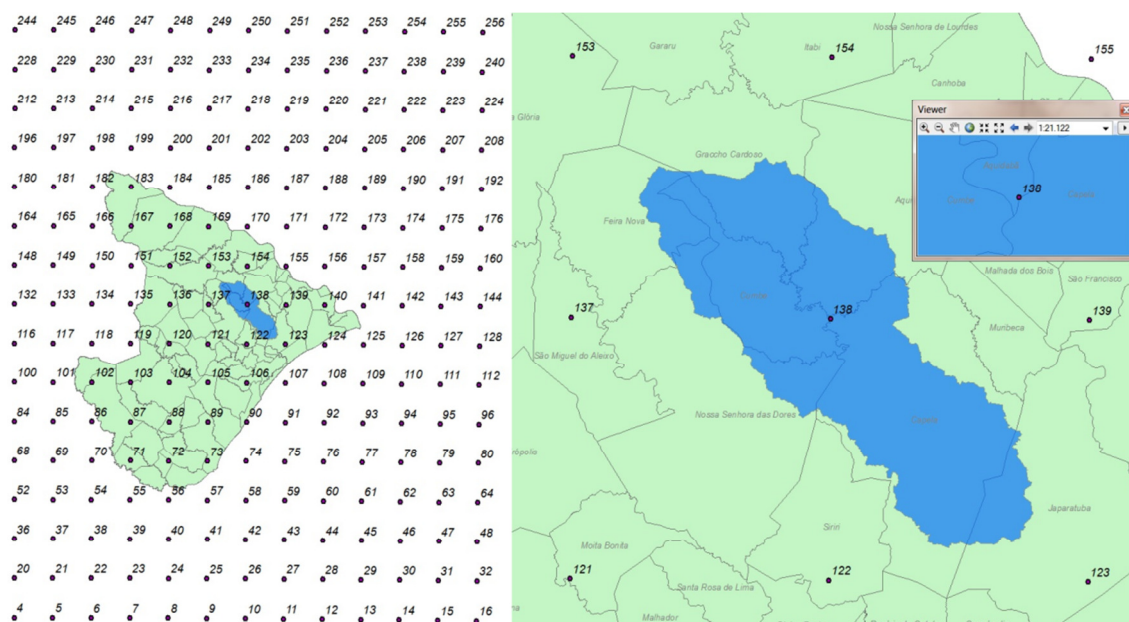 244 245 246 247 248 249 250 251 252 253 254 255 256
228 229 230 231 232 233 234 235 236 237 238 239 240
212 213 214 215 216 217 218 219 220 221 222 223 224
196 197 198 199 200 201 202 203 204 205 206 207 208
180 181 182 183 184 185 186 187 188 189 190 191 192
164 165 166 167 168 169 170 171 172 173 174 175 176
148 149 150 151 152 153 154 155 156 157 158 159 160
132 133 134 135 136 137 138 139 140 141 142 143 144
116 117 118 119 120 121 122 123 124 125 126 127 128
100 101 102 103 104 105 106 107 108 109 110 111 112
84 85 86 87 88 89 90 91 92 93 94 95 96
68 69 70 71 72 73 74 75 76 77 78 79 80
52 53 54 55 56 57 58 59 60 61 62 63 64
36 37 38 39 40 41 42 43 44 45 46 47 48
20 21 22 23 24 25 26 27 28 29 30 31 32
4 5 6 7 8 9 10 11 12 13 14 15 16
Nossa Senhora de Lourdes
153 Gararu Itabi 154 155
Canhoba
Viewer
1:21.122
a Glória
Graccho Cardoso
138
Aqui
Feira Nova
Malhada dos Bois
São Francisco
137 Cumbe 138 139
Muribeca
São Miguel do Aleixo
Nossa Senhora das Dores
Capela
Siriri
Japaratuba
Moita Bonita
121 122 123
Santa Rosa de Lima
Malhador